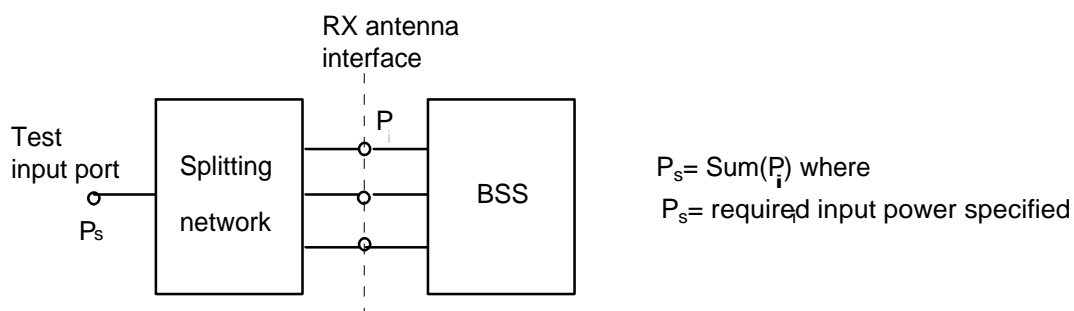 RX antenna
interface
Test
input port
Ps
Splitting
network
Pi
BSS
Ps= Sum(Pi) where
Ps= required input power specified